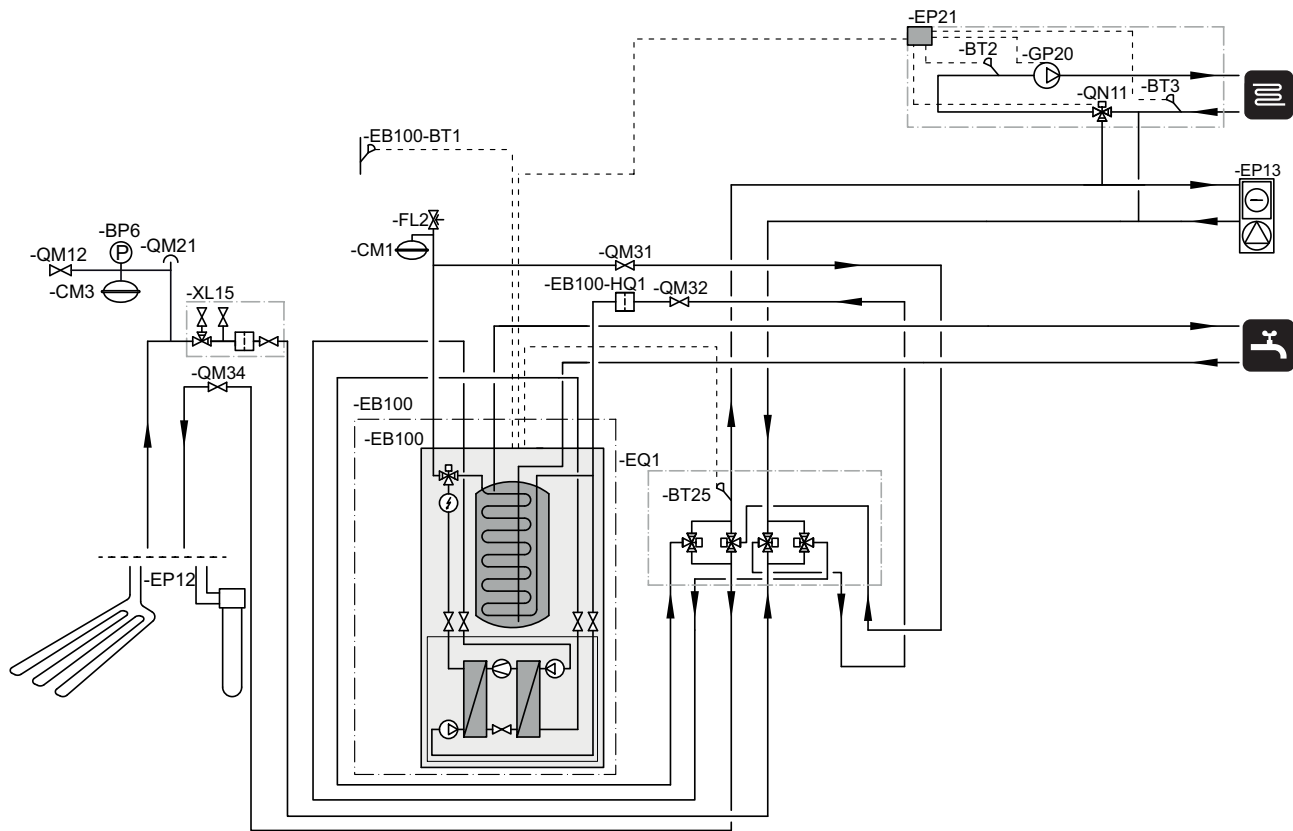 -EP21
-BT2
-GP20
-QN11
-BT3
-EB100-BT1
-EP13
-FL2
-BP6
-QM21
P
-CM1
-QM12
-QM31
-EB100-HQ1
-QM32
-CM3
-XL15
-QM34
-EB100
-EB100
-EQ1
-BT25
-EP12